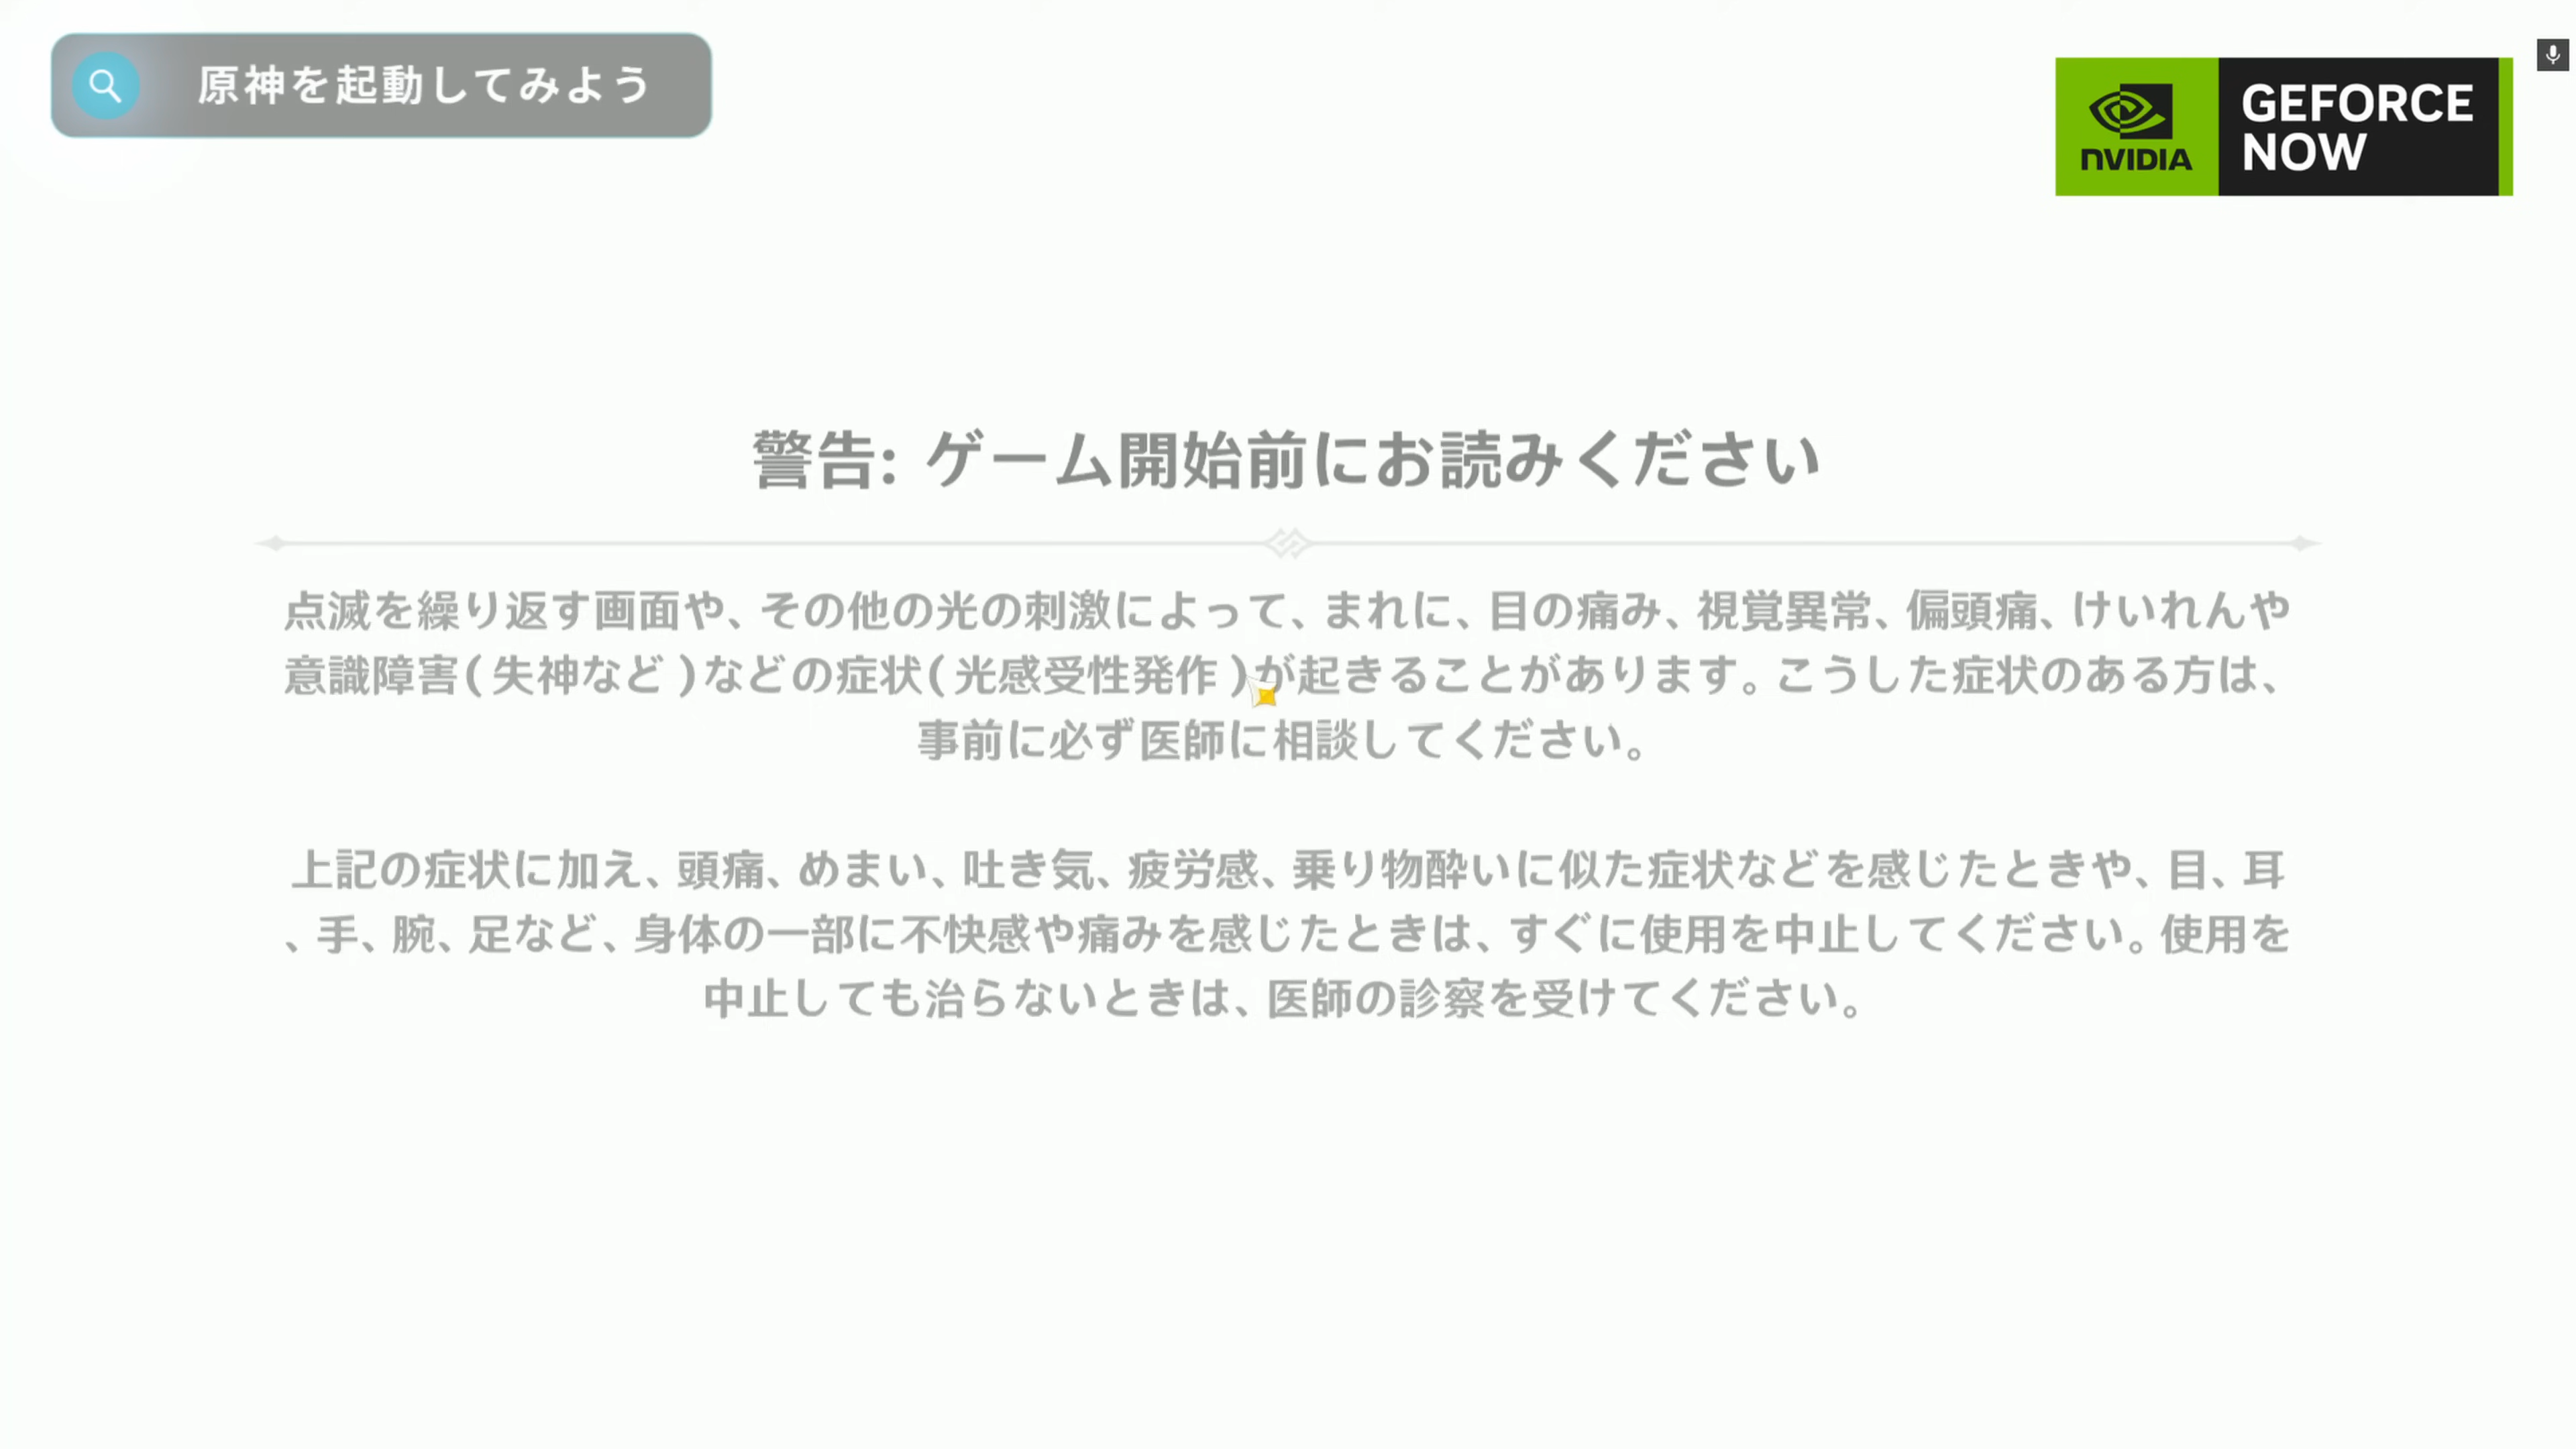 原神を起動してみよう
NVIDIA
GEFORCE
NOW
警告: ゲーム開始前にお読みください
点滅を繰り返す画面や、その他の光の刺激によって、まれに、目の痛み、視覚異常、偏頭痛、けいれんや
意識障害(失神など)などの症状(光感受性発作)が起きることがあります。こうした症状のある方は、
事前に必ず医師に相談してください。
上記の症状に加え、頭痛、めまい、吐き気、疲労感、乗り物酔いに似た症状などを感じたときや、目、耳
、手、腕、足など、身体の一部に不快感や痛みを感じたときは、すぐに使用を中止してください。使用を
中止しても治らないときは、医師の診察を受けてください。